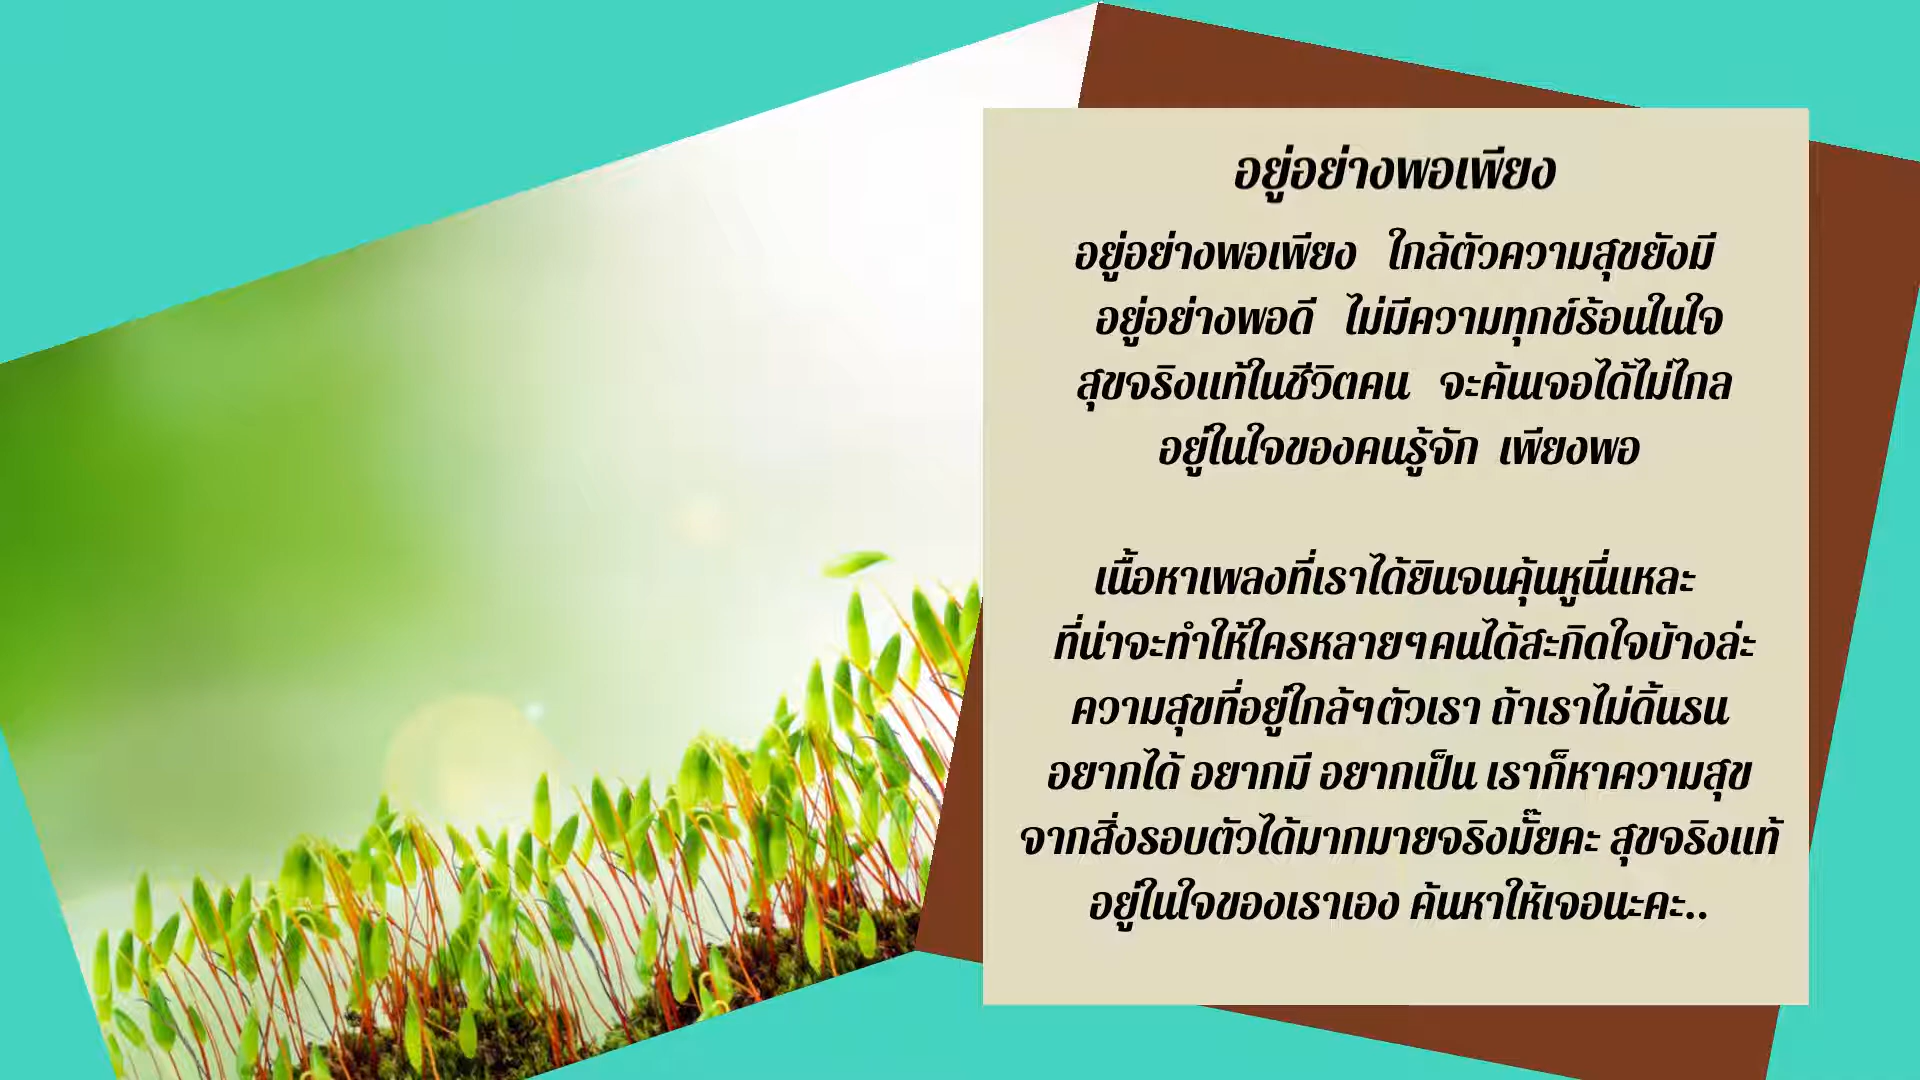 อยู่อย่างพอเพียง
อยู่อย่างพอเพียง ใกล้ตัวความสุขยังมี
อยู่อย่างพอดี ไม่มีความทุกข์ร้อนในใจ
สุขจริงแท้ในชีวิตคน จะค้นเจอได้ไม่ไกล
อยู่ในใจของคนรู้จัก เพียงพอ
เนื้อหาเพลงที่เราได้ยินจนคุ้นหูนี่แหละ
ที่น่าจะทำให้ใครหลายๆคนได้สะกิดใจบ้างล่ะ
ความสุขที่อยู่ใกล้ๆตัวเรา ถ้าเราไม่ดิ้นรน
อยากได้ อยากมี อยากเป็น เราก็หาความสุข
จากสิ่งรอบตัวได้มากมายจริงมั๊ยคะ สุขจริงแท้
อยู่ในใจของเราเอง ค้นหาให้เจอนะคะ..